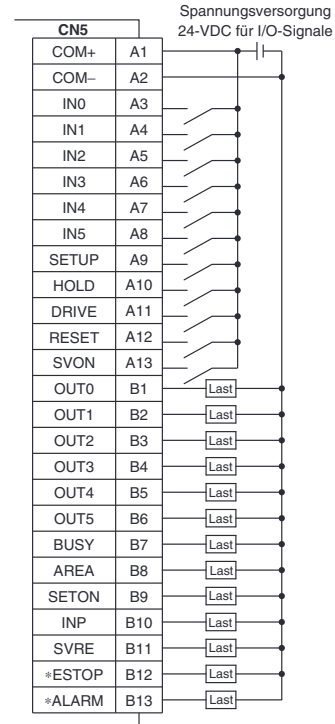 Spannungsversorgung
24-VDC für I/O-Signale
CN5
COM+ A1
COM– A2
IN0 A3
IN1 A4
IN2 A5
IN3 A6
IN4 A7
IN5 A8
SETUP A9
HOLD A10
DRIVE A11
RESET A12
SVON A13
OUT0 B1 Last
OUT1 B2 Last
OUT2 B3 Last
OUT3 B4 Last
OUT4 B5 Last
OUT5 B6 Last
BUSY B7 Last
AREA B8 Last
SETON B9 Last
INP B10 Last
SVRE B11 Last
∗ESTOP B12 Last
∗ALARM B13 Last